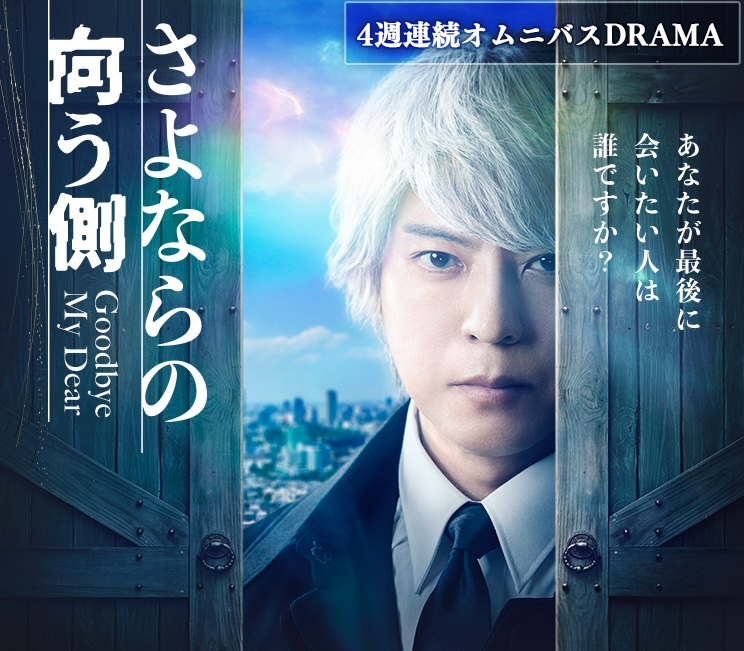 4週連続オムニバスDRAMA
さよならの
向う側
Goodbye
My Dear
あなたが最後に
会いたい人は
誰ですか？